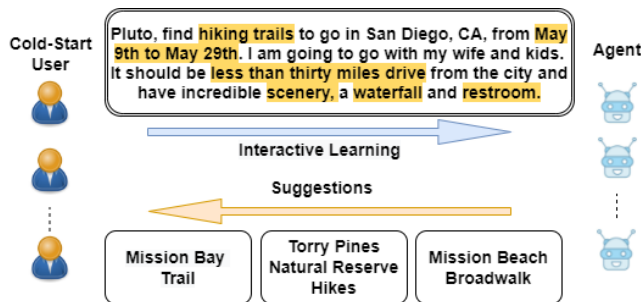 Cold-Start
User
Pluto, find hiking trails to go in San Diego, CA, from May
9th to May 29th. I am going to go with my wife and kids.
It should be less than thirty miles drive from the city and
have incredible scenery, a waterfall and restroom.
Agent
Interactive Learning
Suggestions
Mission Bay
Trail
Torry Pines
Natural Reserve
Hikes
Mission Beach
Broadwalk